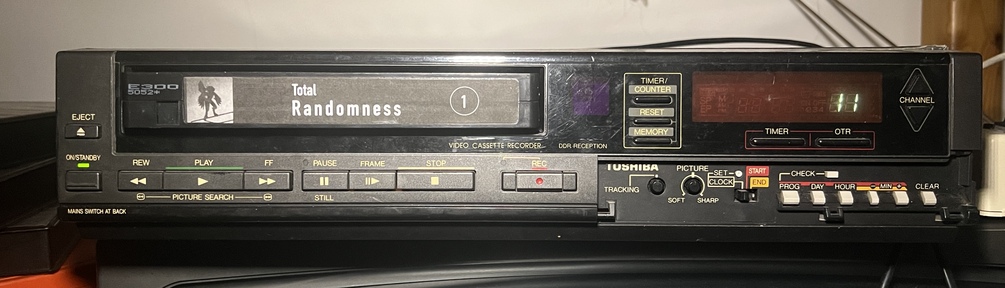 E300
5052+
Total
Randomness
1
TIMER/
COUNTER
RESET
MEMORY
TIMER
OTR
CHANNEL
VIDEO CASSETTE RECORDER
DDR RECEPTION
EJECT
ON/STANDBY
REW
PLAY
FF
PAUSE
FRAME
STOP
REC
STILL
PICTURE SEARCH
MAINS SWITCH AT BACK
TOSHIBA
TRACKING
PICTURE
SOFT
SHARP
SET
CLOCK
START
END
CHECK
PROG
DAY
HOUR
MIN
CLEAR